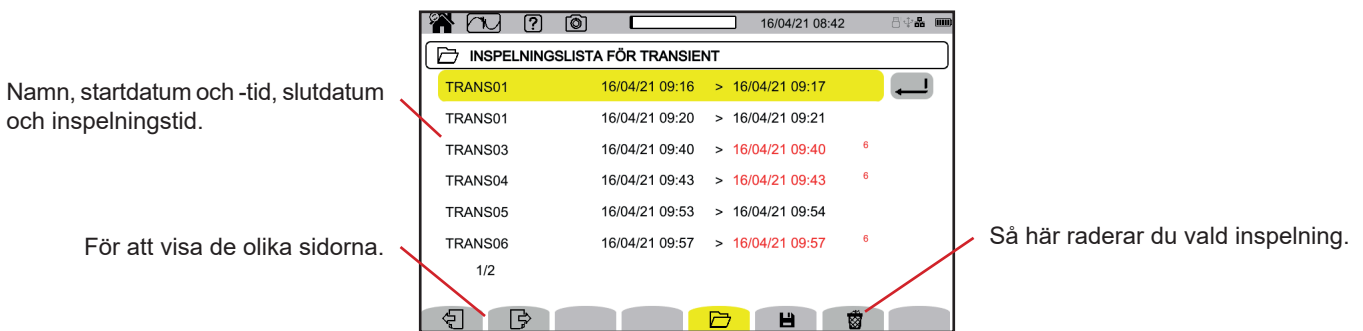 16/04/21 08:42
INSPELNINGSLISTA FÖR TRANSIENT
Namn, startdatum och -tid, slutdatum
och inspelningstid.
TRANS01 16/04/21 09:16 > 16/04/21 09:17
TRANS01 16/04/21 09:20 > 16/04/21 09:21
TRANS03 16/04/21 09:40 > 16/04/21 09:40 6
TRANS04 16/04/21 09:43 > 16/04/21 09:43 6
TRANS05 16/04/21 09:53 > 16/04/21 09:54
TRANS06 16/04/21 09:57 > 16/04/21 09:57 6
1/2
För att visa de olika sidorna.
Så här raderar du vald inspelning.